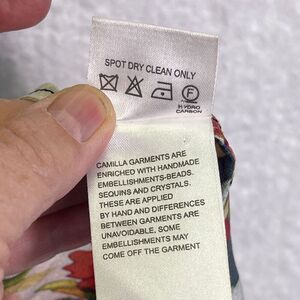 SPOT DRY CLEAN ONLY
F
HYDRO
CARBON
CAMILLA GARMENTS ARE
ENRICHED WITH HANDMADE
EMBELLISHMENTS-BEADS.
SEQUINS AND CRYSTALS.
THESE ARE APPLIED
BY HAND AND DIFFERENCES
BETWEEN GARMENTS ARE
UNAVOIDABLE, SOME
EMBELLISHMENTS MAY
COME OFF THE GARMENT